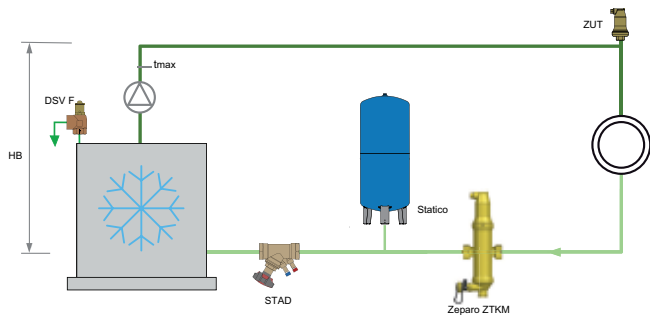 ZUT
tmax
DSV F
HB
Statico
STAD
Zeparo ZTKM